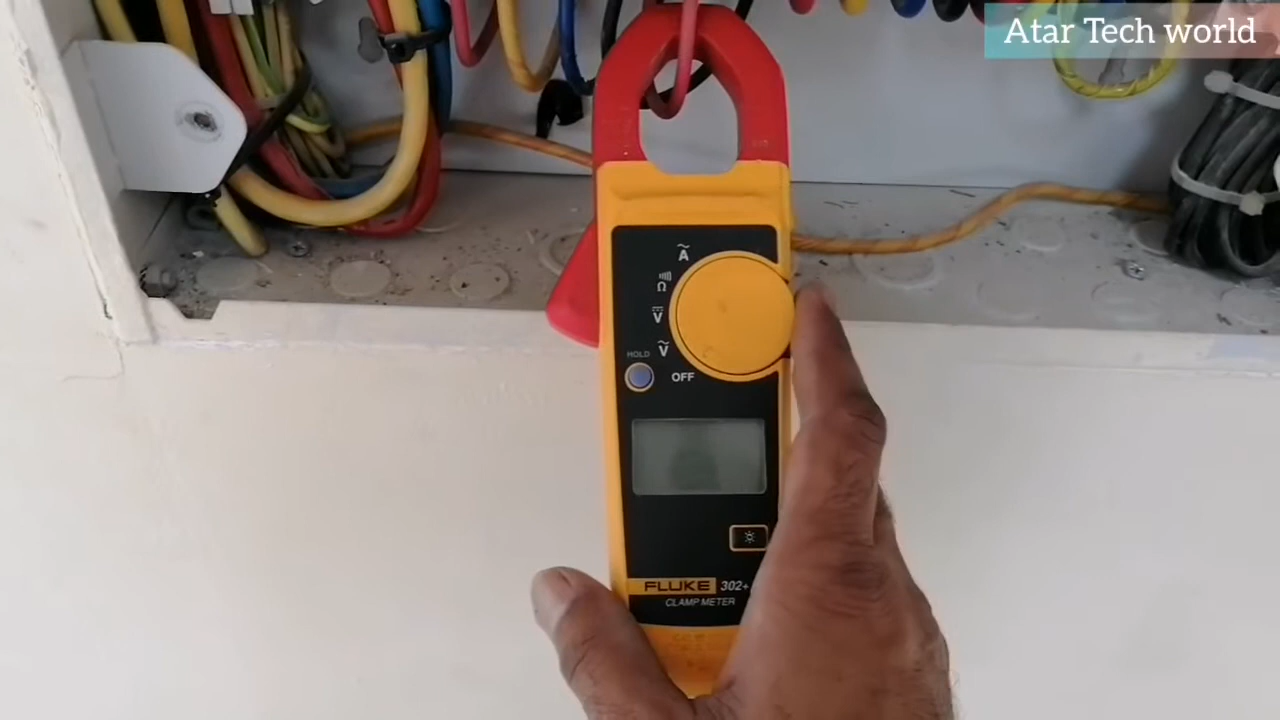 Atar Tech world
A
Ω
V
V
HOLD
OFF
FLUKE 302+
CLAMP METER